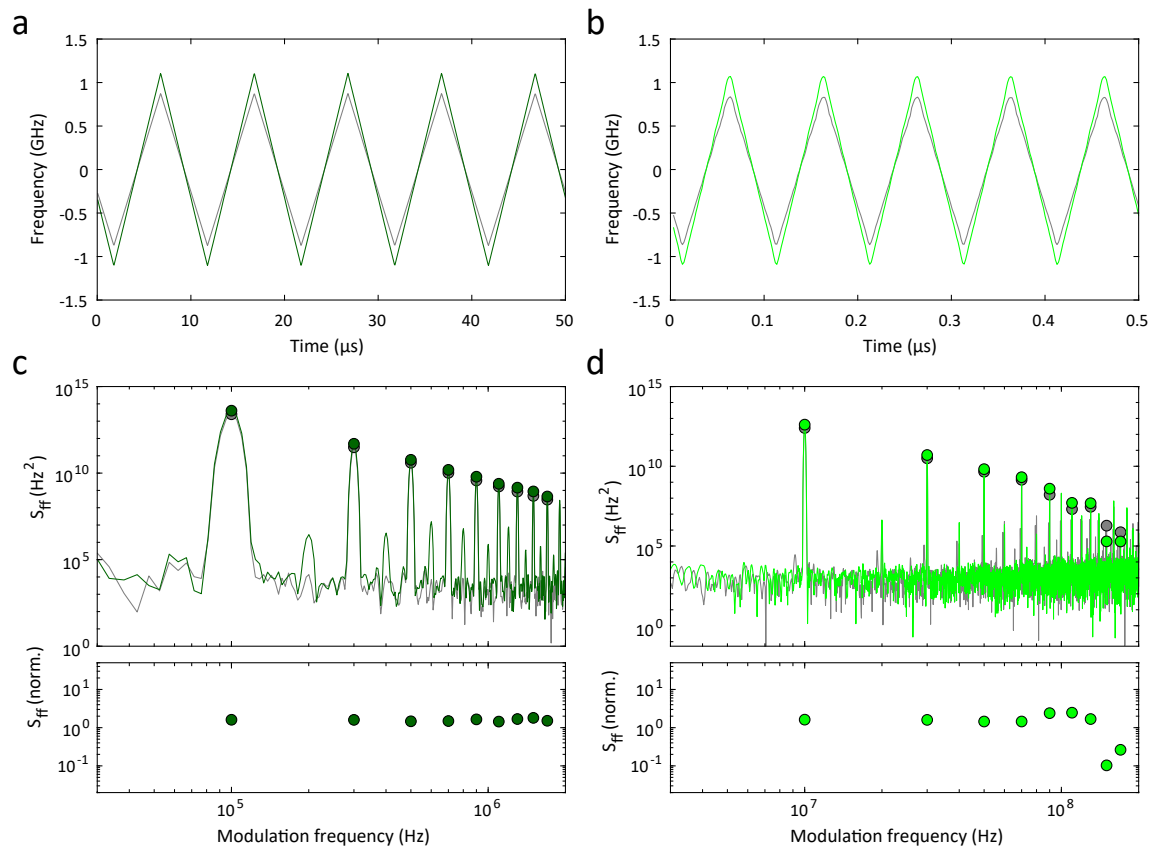 a
b
1.5
1
0.5
0
-0.5
-1
-1.5
Frequency (GHz)
0 10 20 30 40 50
Time (µs)
1.5
1
0.5
0
-0.5
-1
-1.5
Frequency (GHz)
0 0.1 0.2 0.3 0.4 0.5
Time (µs)
c
d
10^15
10^10
10^5
10^0
S_ff (Hz^2)
10^15
10^10
10^5
10^0
S_ff (Hz^2)
10^1
10^0
10^-1
S_ff (norm.)
10^5 10^6
Modulation frequency (Hz)
10^1
10^0
10^-1
S_ff (norm.)
10^7 10^8
Modulation frequency (Hz)